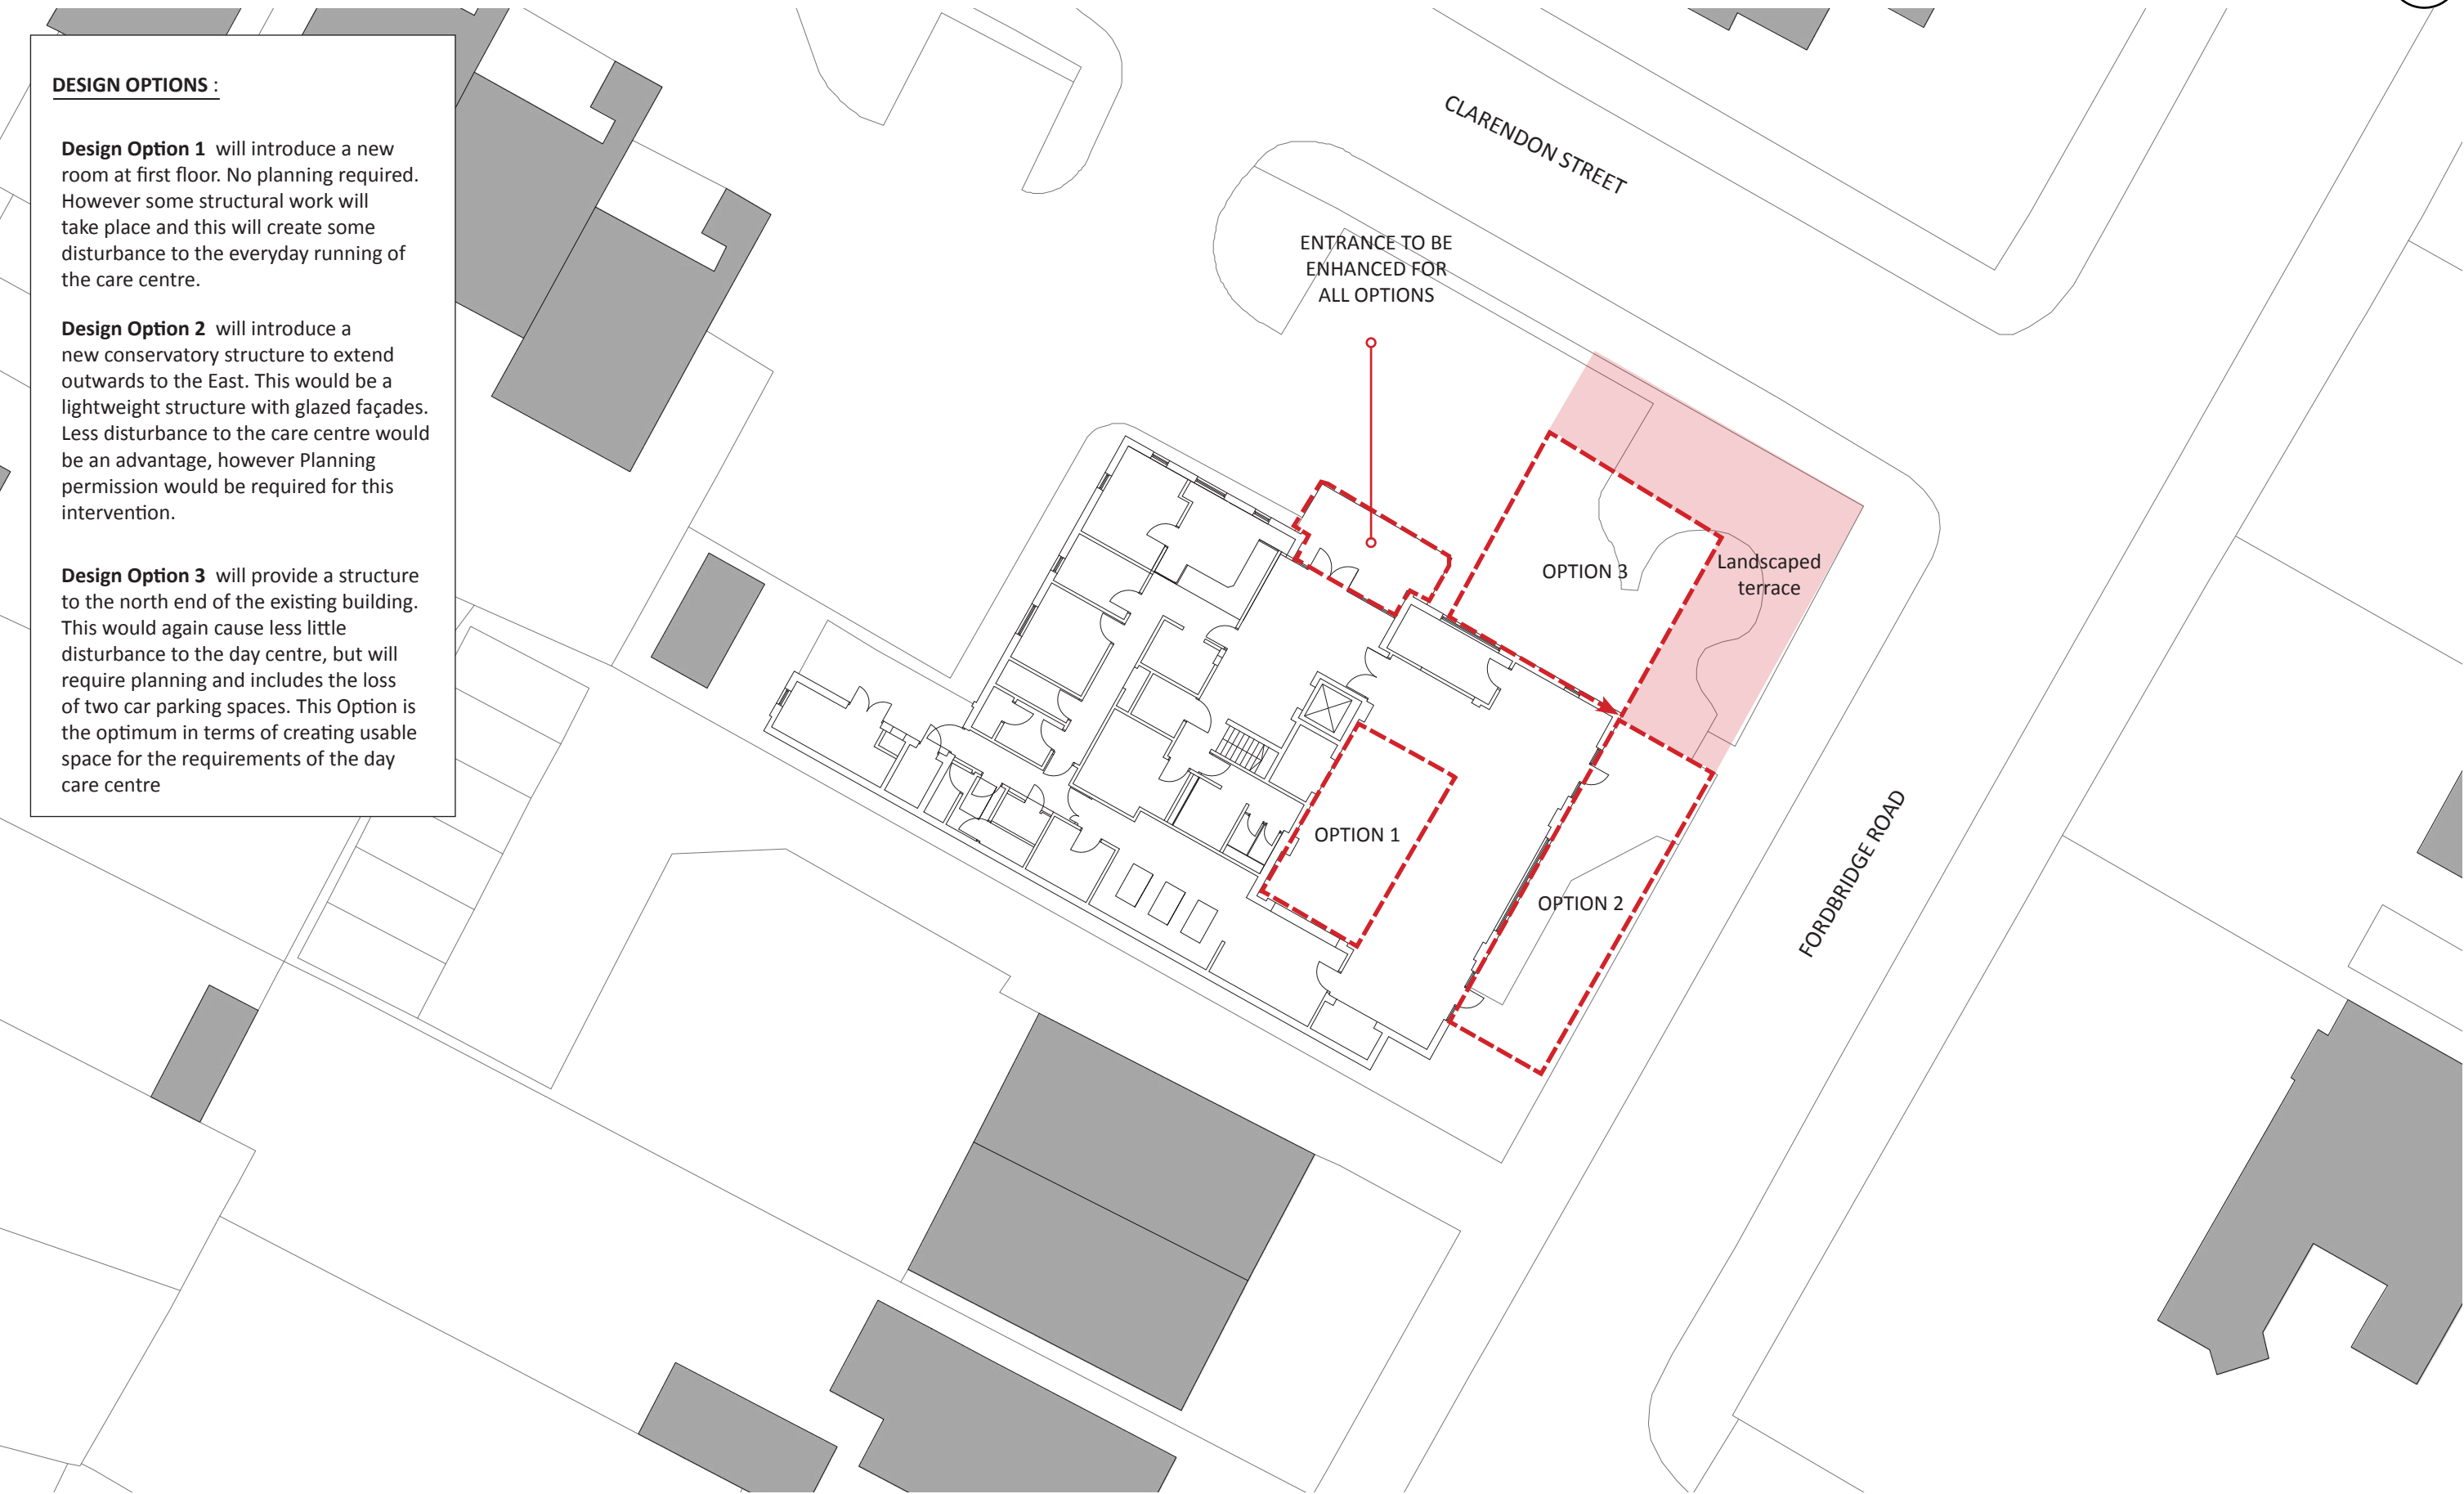 DESIGN OPTIONS :
Design Option 1 will introduce a new
room at first floor. No planning required.
However some structural work will
take place and this will create some
disturbance to the everyday running of
the care centre.
Design Option 2 will introduce a
new conservatory structure to extend
outwards to the East. This would be a
lightweight structure with glazed façades.
Less disturbance to the care centre would
be an advantage, however Planning
permission would be required for this
intervention.
Design Option 3 will provide a structure
to the north end of the existing building.
This would again cause less little
disturbance to the day centre, but will
require planning and includes the loss
of two car parking spaces. This Option is
the optimum in terms of creating usable
space for the requirements of the day
care centre
CLARENDON STREET
ENTRANCE TO BE
ENHANCED FOR
ALL OPTIONS
OPTION 3
Landscaped
terrace
OPTION 1
OPTION 2
FORDBRIDGE ROAD